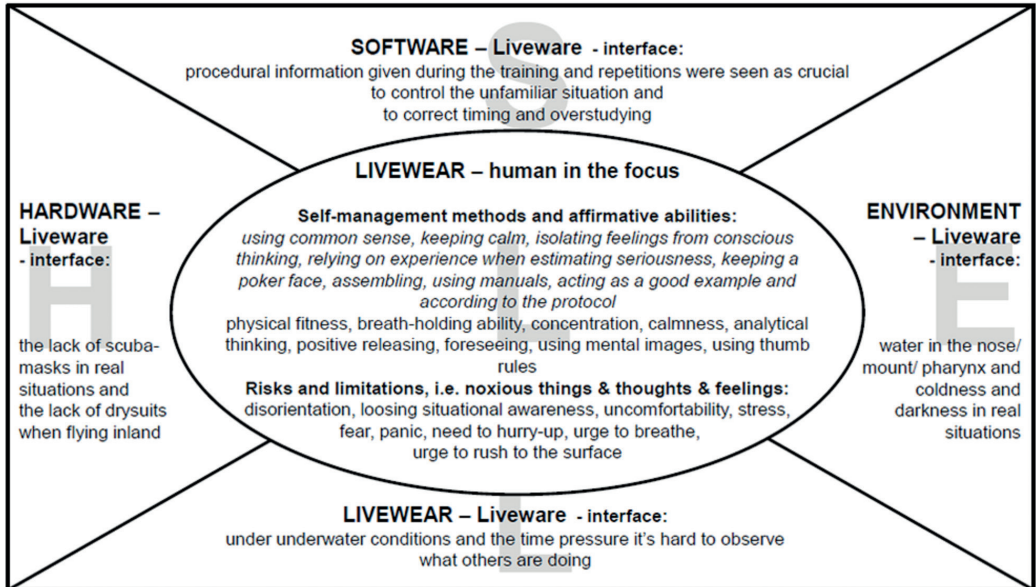 S
SOFTWARE – Liveware - interface:
procedural information given during the training and repetitions were seen as crucial
to control the unfamiliar situation and
to correct timing and overstudying
LIVEWEAR – human in the focus
Self-management methods and affirmative abilities:
using common sense, keeping calm, isolating feelings from conscious
thinking, relying on experience when estimating seriousness, keeping a
poker face, assembling, using manuals, acting as a good example and
according to the protocol
physical fitness, breath-holding ability, concentration, calmness, analytical
thinking, positive releasing, foreseeing, using mental images, using thumb
rules
Risks and limitations, i.e. noxious things & thoughts & feelings:
disorientation, loosing situational awareness, uncomfortability, stress,
fear, panic, need to hurry-up, urge to breathe,
urge to rush to the surface
L
HARDWARE –
Liveware
- interface:
H
the lack of scuba-
masks in real
situations and
the lack of drysuits
when flying inland
ENVIRONMENT
– Liveware
- interface:
E
water in the nose/
mount/ pharynx and
coldness and
darkness in real
situations
LIVEWEAR – Liveware - interface:
under underwater conditions and the time pressure it's hard to observe
what others are doing
L